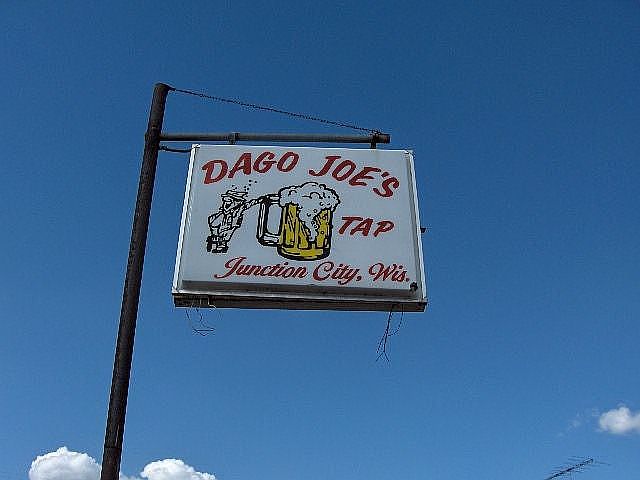 DAGO JOE'S
TAP
Junction City, Wis.